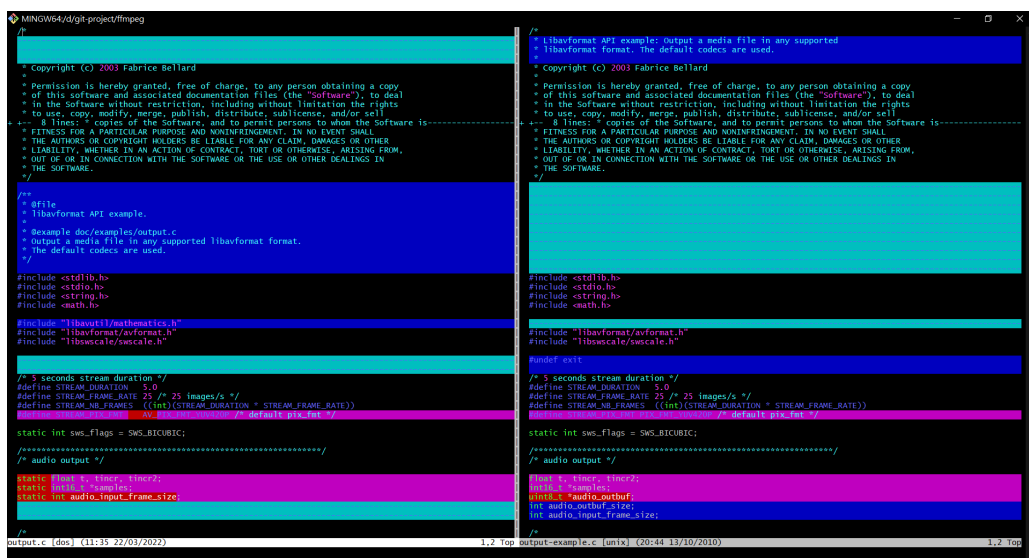 MINGW64:/d/git-project/ffmpeg
/*
 * Copyright (c) 2003 Fabrice Bellard
 *
 * Permission is hereby granted, free of charge, to any person obtaining a copy
 * of this software and associated documentation files (the "Software"), to deal
 * in the Software without restriction, including without limitation the rights
 * to use, copy, modify, merge, publish, distribute, sublicense, and/or sell
+ +-- 8 lines: * copies of the Software, and to permit persons to whom the Software is------------------------
 * FITNESS FOR A PARTICULAR PURPOSE AND NONINFRINGEMENT. IN NO EVENT SHALL
 * THE AUTHORS OR COPYRIGHT HOLDERS BE LIABLE FOR ANY CLAIM, DAMAGES OR OTHER
 * LIABILITY, WHETHER IN AN ACTION OF CONTRACT, TORT OR OTHERWISE, ARISING FROM,
 * OUT OF OR IN CONNECTION WITH THE SOFTWARE OR THE USE OR OTHER DEALINGS IN
 * THE SOFTWARE.
 */
/**
 * @file
 * libavformat API example.
 *
 * @example doc/examples/output.c
 * Output a media file in any supported libavformat format.
 * The default codecs are used.
 */
#include <stdlib.h>
#include <stdio.h>
#include <string.h>
#include <math.h>
#include "libavutil/mathematics.h"
#include "libavformat/avformat.h"
#include "libswscale/swscale.h"
/* 5 seconds stream duration */
#define STREAM_DURATION   5.0
#define STREAM_FRAME_RATE 25 /* 25 images/s */
#define STREAM_NB_FRAMES  ((int)(STREAM_DURATION * STREAM_FRAME_RATE))
#define STREAM_PIX_FMT    AV_PIX_FMT_YUV420P /* default pix_fmt */
static int sws_flags = SWS_BICUBIC;
/**************************************************************/
/* audio output */
static float t, tincr, tincr2;
static int16_t *samples;
static int audio_input_frame_size;
/*
output.c [dos] (11:35 22/03/2022) 1,2 Top
/*
 * Libavformat API example: Output a media file in any supported
 * libavformat format. The default codecs are used.
 *
 * Copyright (c) 2003 Fabrice Bellard
 *
 * Permission is hereby granted, free of charge, to any person obtaining a copy
 * of this software and associated documentation files (the "Software"), to deal
 * in the Software without restriction, including without limitation the rights
 * to use, copy, modify, merge, publish, distribute, sublicense, and/or sell
+ +-- 8 lines: * copies of the Software, and to permit persons to whom the Software is----------------------
 * FITNESS FOR A PARTICULAR PURPOSE AND NONINFRINGEMENT. IN NO EVENT SHALL
 * THE AUTHORS OR COPYRIGHT HOLDERS BE LIABLE FOR ANY CLAIM, DAMAGES OR OTHER
 * LIABILITY, WHETHER IN AN ACTION OF CONTRACT, TORT OR OTHERWISE, ARISING FROM,
 * OUT OF OR IN CONNECTION WITH THE SOFTWARE OR THE USE OR OTHER DEALINGS IN
 * THE SOFTWARE.
 */
#include <stdlib.h>
#include <stdio.h>
#include <string.h>
#include <math.h>
#include "libavformat/avformat.h"
#include "libswscale/swscale.h"
#undef exit
/* 5 seconds stream duration */
#define STREAM_DURATION   5.0
#define STREAM_FRAME_RATE 25 /* 25 images/s */
#define STREAM_NB_FRAMES  ((int)(STREAM_DURATION * STREAM_FRAME_RATE))
#define STREAM_PIX_FMT PIX_FMT_YUV420P /* default pix_fmt */
static int sws_flags = SWS_BICUBIC;
/**************************************************************/
/* audio output */
float t, tincr, tincr2;
int16_t *samples;
uint8_t *audio_outbuf;
int audio_outbuf_size;
int audio_input_frame_size;
/*
output-example.c [unix] (20:44 13/10/2010) 1,2 Top